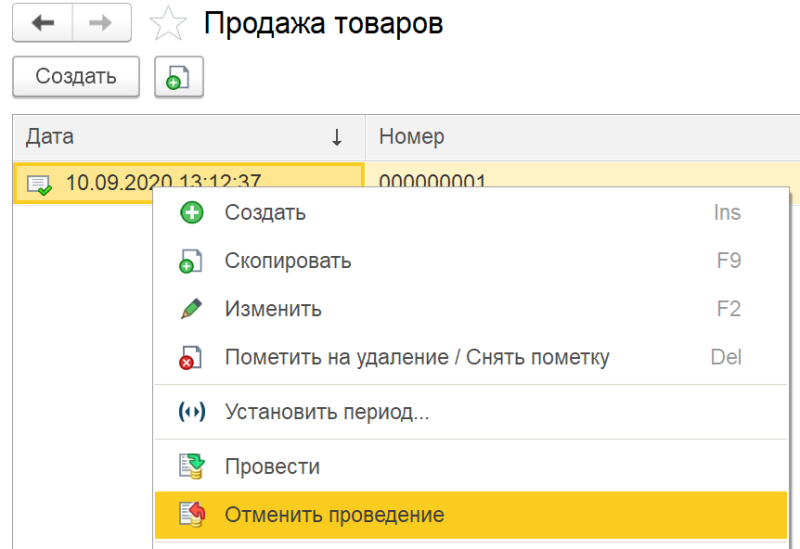 Продажа товаров
Создать
Дата ↓ Номер
10.09.2020 13:12:37 000000001
Создать Ins
Скопировать F9
Изменить F2
Пометить на удаление / Снять пометку Del
Установить период...
Провести
Отменить проведение